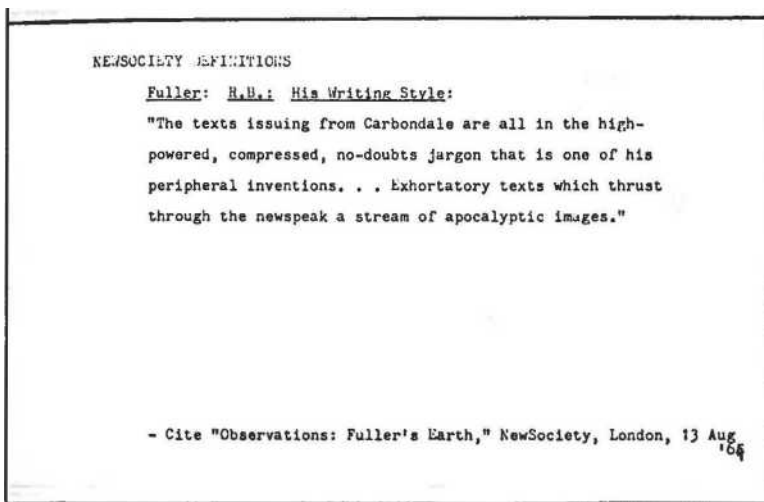 NEWSOCIETY DEFINITIONS
Fuller: R.B.: His Writing Style:
"The texts issuing from Carbondale are all in the high-
powered, compressed, no-doubts jargon that is one of his
peripheral inventions. . . Exhortatory texts which thrust
through the newspeak a stream of apocalyptic images."
- Cite "Observations: Fuller's Earth," NewSociety, London, 13 Aug